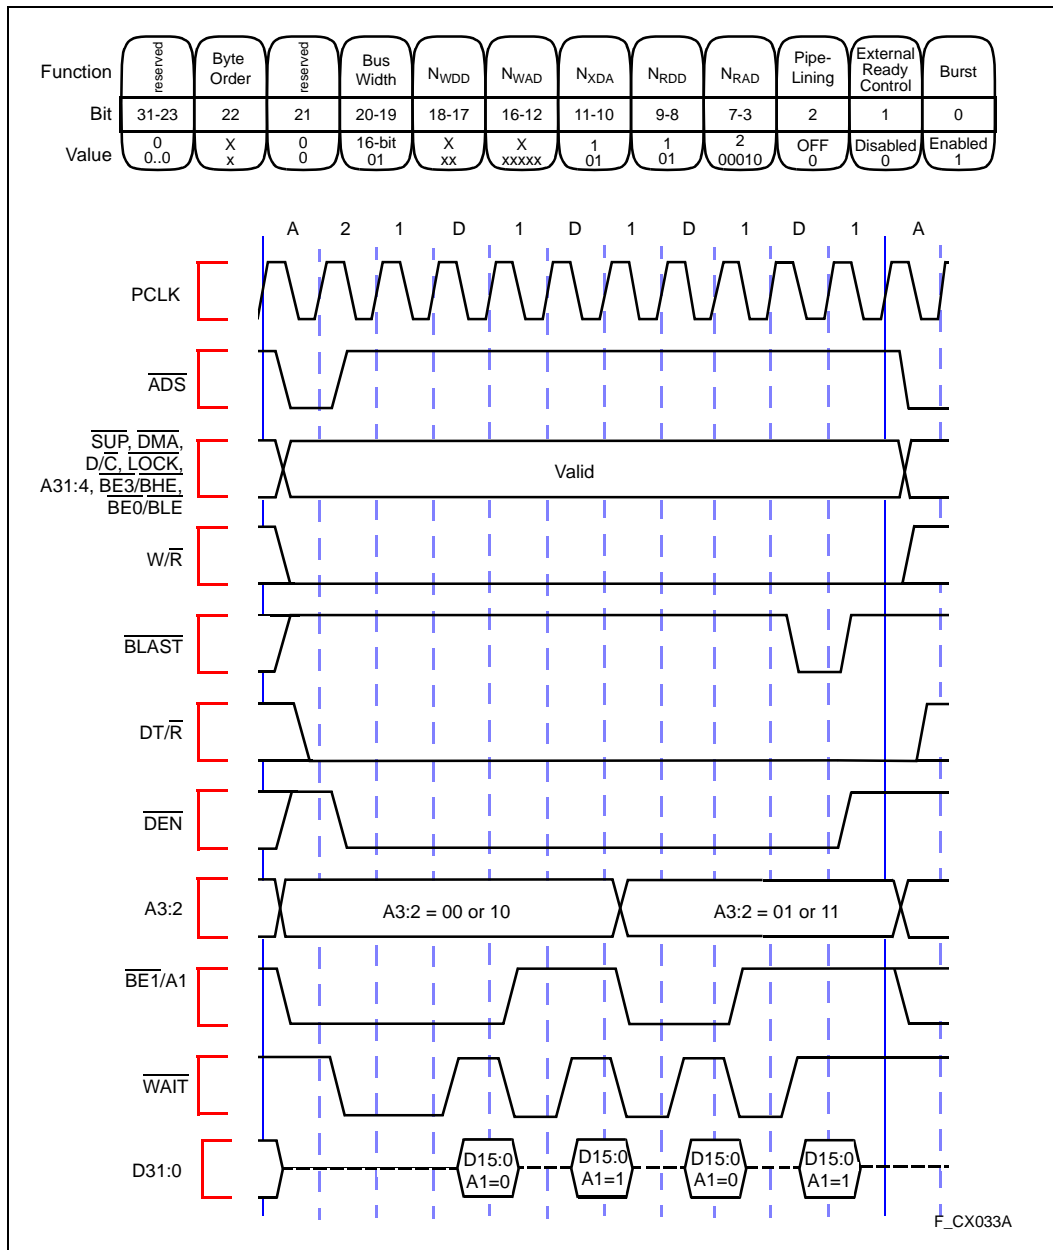 Function reserved Byte Order reserved Bus Width NWDD NWAD NXDA NRDD NRAD Pipe-Lining External Ready Control Burst
Bit 31-23 22 21 20-19 18-17 16-12 11-10 9-8 7-3 2 1 0
Value 0 X 0 16-bit X X 1 1 2 OFF Disabled Enabled
0..0 x 0 01 xx xxxxx 01 01 00010 0 0 1
A 2 1 D 1 D 1 D 1 D 1 A
PCLK
ADS
SUP, DMA,
D/C, LOCK,
A31:4, BE3/BHE,
BE0/BLE
Valid
W/R
BLAST
DT/R
DEN
A3:2 A3:2 = 00 or 10 A3:2 = 01 or 11
BE1/A1
WAIT
D31:0
D15:0 D15:0 D15:0 D15:0
A1=0 A1=1 A1=0 A1=1
F_CX033A